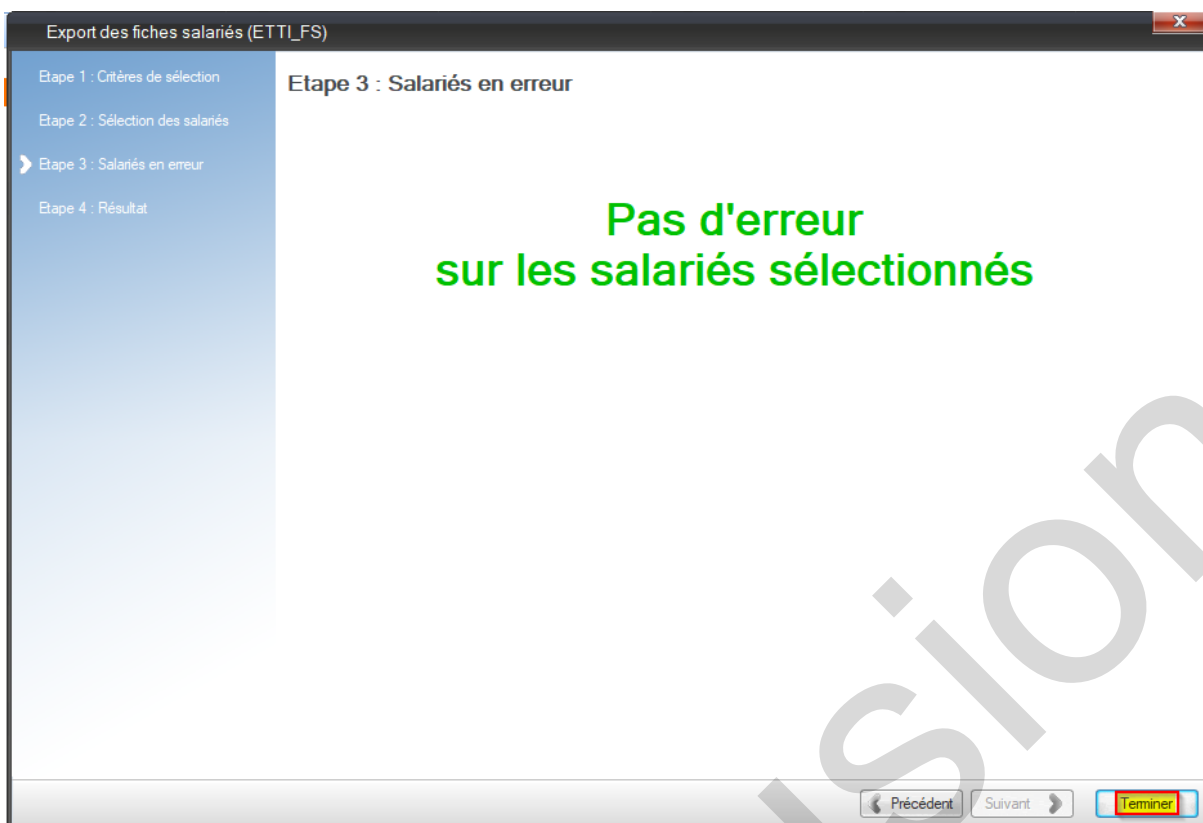 Export des fiches salariés (ETTI_FS)
Etape 1 : Critères de sélection
Etape 2 : Sélection des salariés
Etape 3 : Salariés en erreur
Etape 4 : Résultat
Etape 3 : Salariés en erreur
Pas d'erreur
sur les salariés sélectionnés
Précédent
Suivant
Terminer